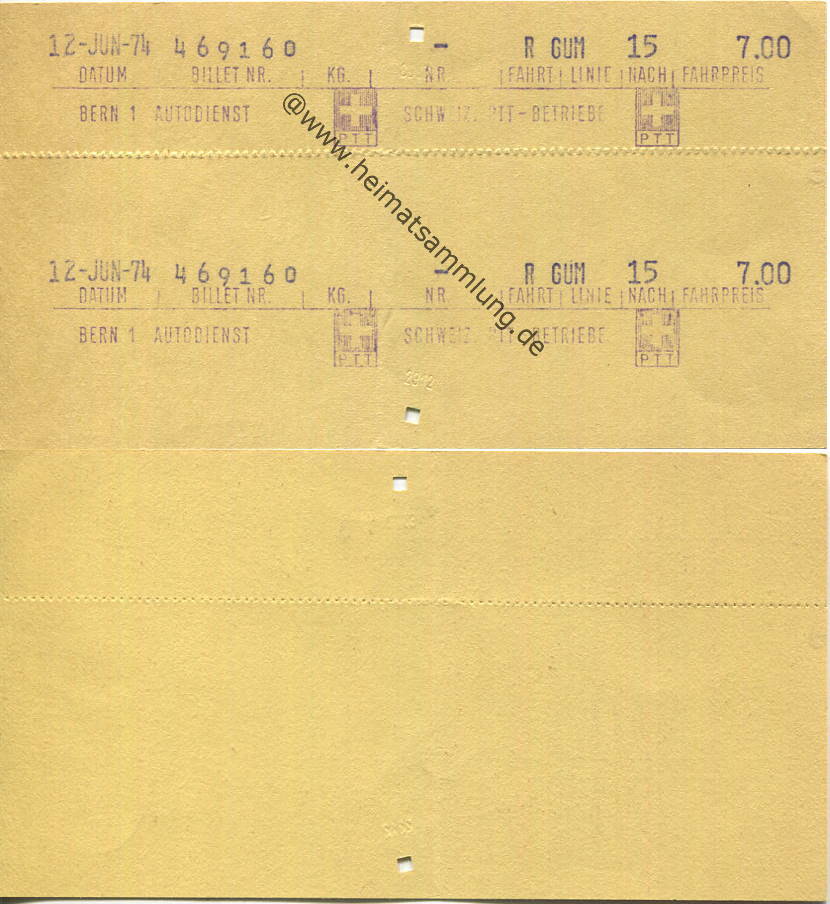 12-JUN-74 469160 - R GUM 15 7.00
DATUM BILLET NR. KG. NR FAHRT LINIE NACH FAHRPREIS
BERN 1 AUTODIENST PTT SCHWEIZ. PTT-BETRIEBE PTT
@www.heimatsammlung.de
12-JUN-74 469160 - R GUM 15 7.00
DATUM BILLET NR. KG. NR FAHRT LINIE NACH FAHRPREIS
BERN 1 AUTODIENST PTT SCHWEIZ. PTT-BETRIEBE PTT